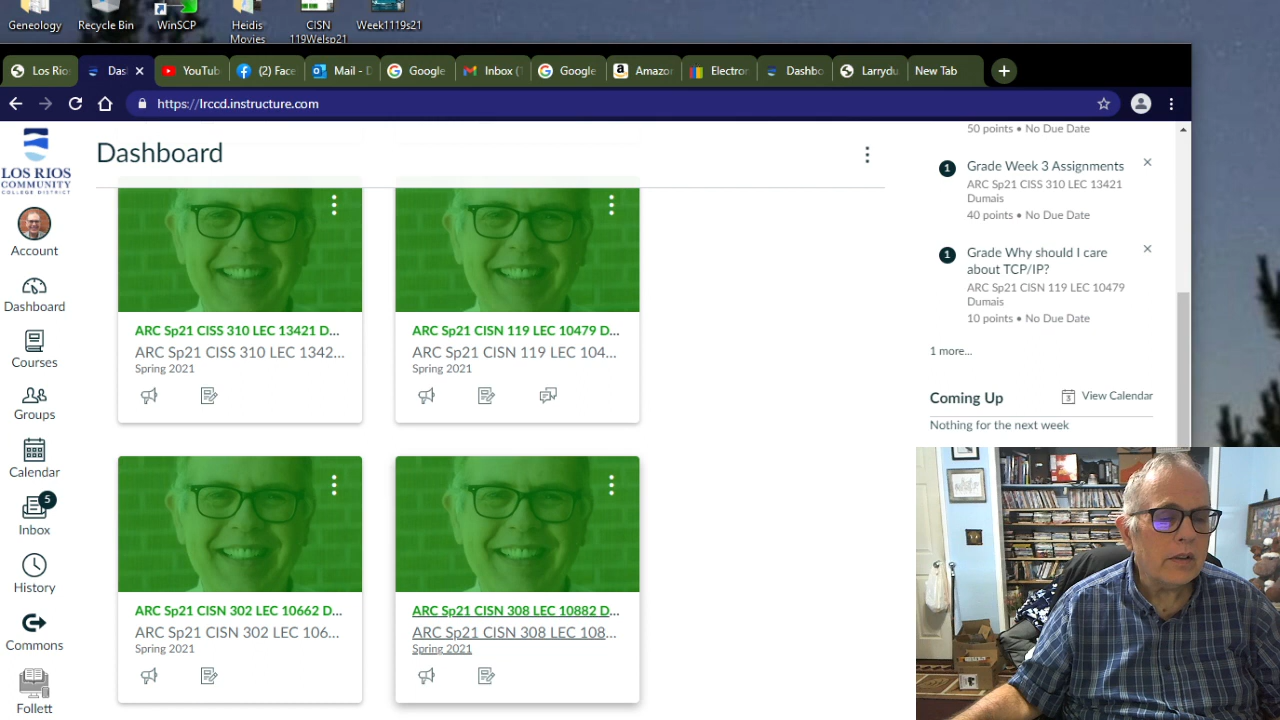 Geneology
Recycle Bin
WinSCP
Heidis
Movies
CISN
119Welsp21
Week1119s21
Los Rio
Das
YouTub
(2) Face
Mail - D
Google
Inbox (
Google
Amazor
Electror
Dashbo
Larrydu
New Tab
https://lrccd.instructure.com
LOS RIOS
COMMUNITY
COLLEGE DISTRICT
Account
Dashboard
Courses
Groups
Calendar
5
Inbox
History
Commons
Follett
Dashboard
ARC Sp21 CISS 310 LEC 13421 D...
ARC Sp21 CISS 310 LEC 1342...
Spring 2021
ARC Sp21 CISN 119 LEC 10479 D...
ARC Sp21 CISN 119 LEC 104...
Spring 2021
ARC Sp21 CISN 302 LEC 10662 D...
ARC Sp21 CISN 302 LEC 106...
Spring 2021
ARC Sp21 CISN 308 LEC 10882 D...
ARC Sp21 CISN 308 LEC 108...
Spring 2021
50 points • No Due Date
1
Grade Week 3 Assignments
ARC Sp21 CISS 310 LEC 13421
Dumais
40 points • No Due Date
1
Grade Why should I care
about TCP/IP?
ARC Sp21 CISN 119 LEC 10479
Dumais
10 points • No Due Date
1 more...
Coming Up
3
View Calendar
Nothing for the next week